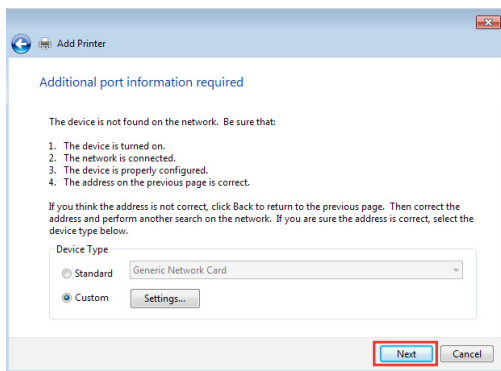 Add Printer
Additional port information required
The device is not found on the network. Be sure that:
1. The device is turned on.
2. The network is connected.
3. The device is properly configured.
4. The address on the previous page is correct.
If you think the address is not correct, click Back to return to the previous page. Then correct the
address and perform another search on the network. If you are sure the address is correct, select the
device type below.
Device Type
Standard Generic Network Card
Custom Settings...
Next Cancel